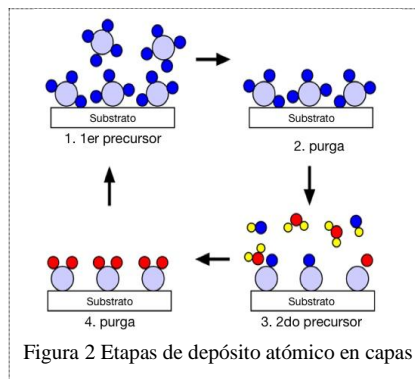 Substrato
1. 1er precursor
Substrato
2. purga
Substrato
4. purga
Substrato
3. 2do precursor
Figura 2 Etapas de depósito atómico en capas